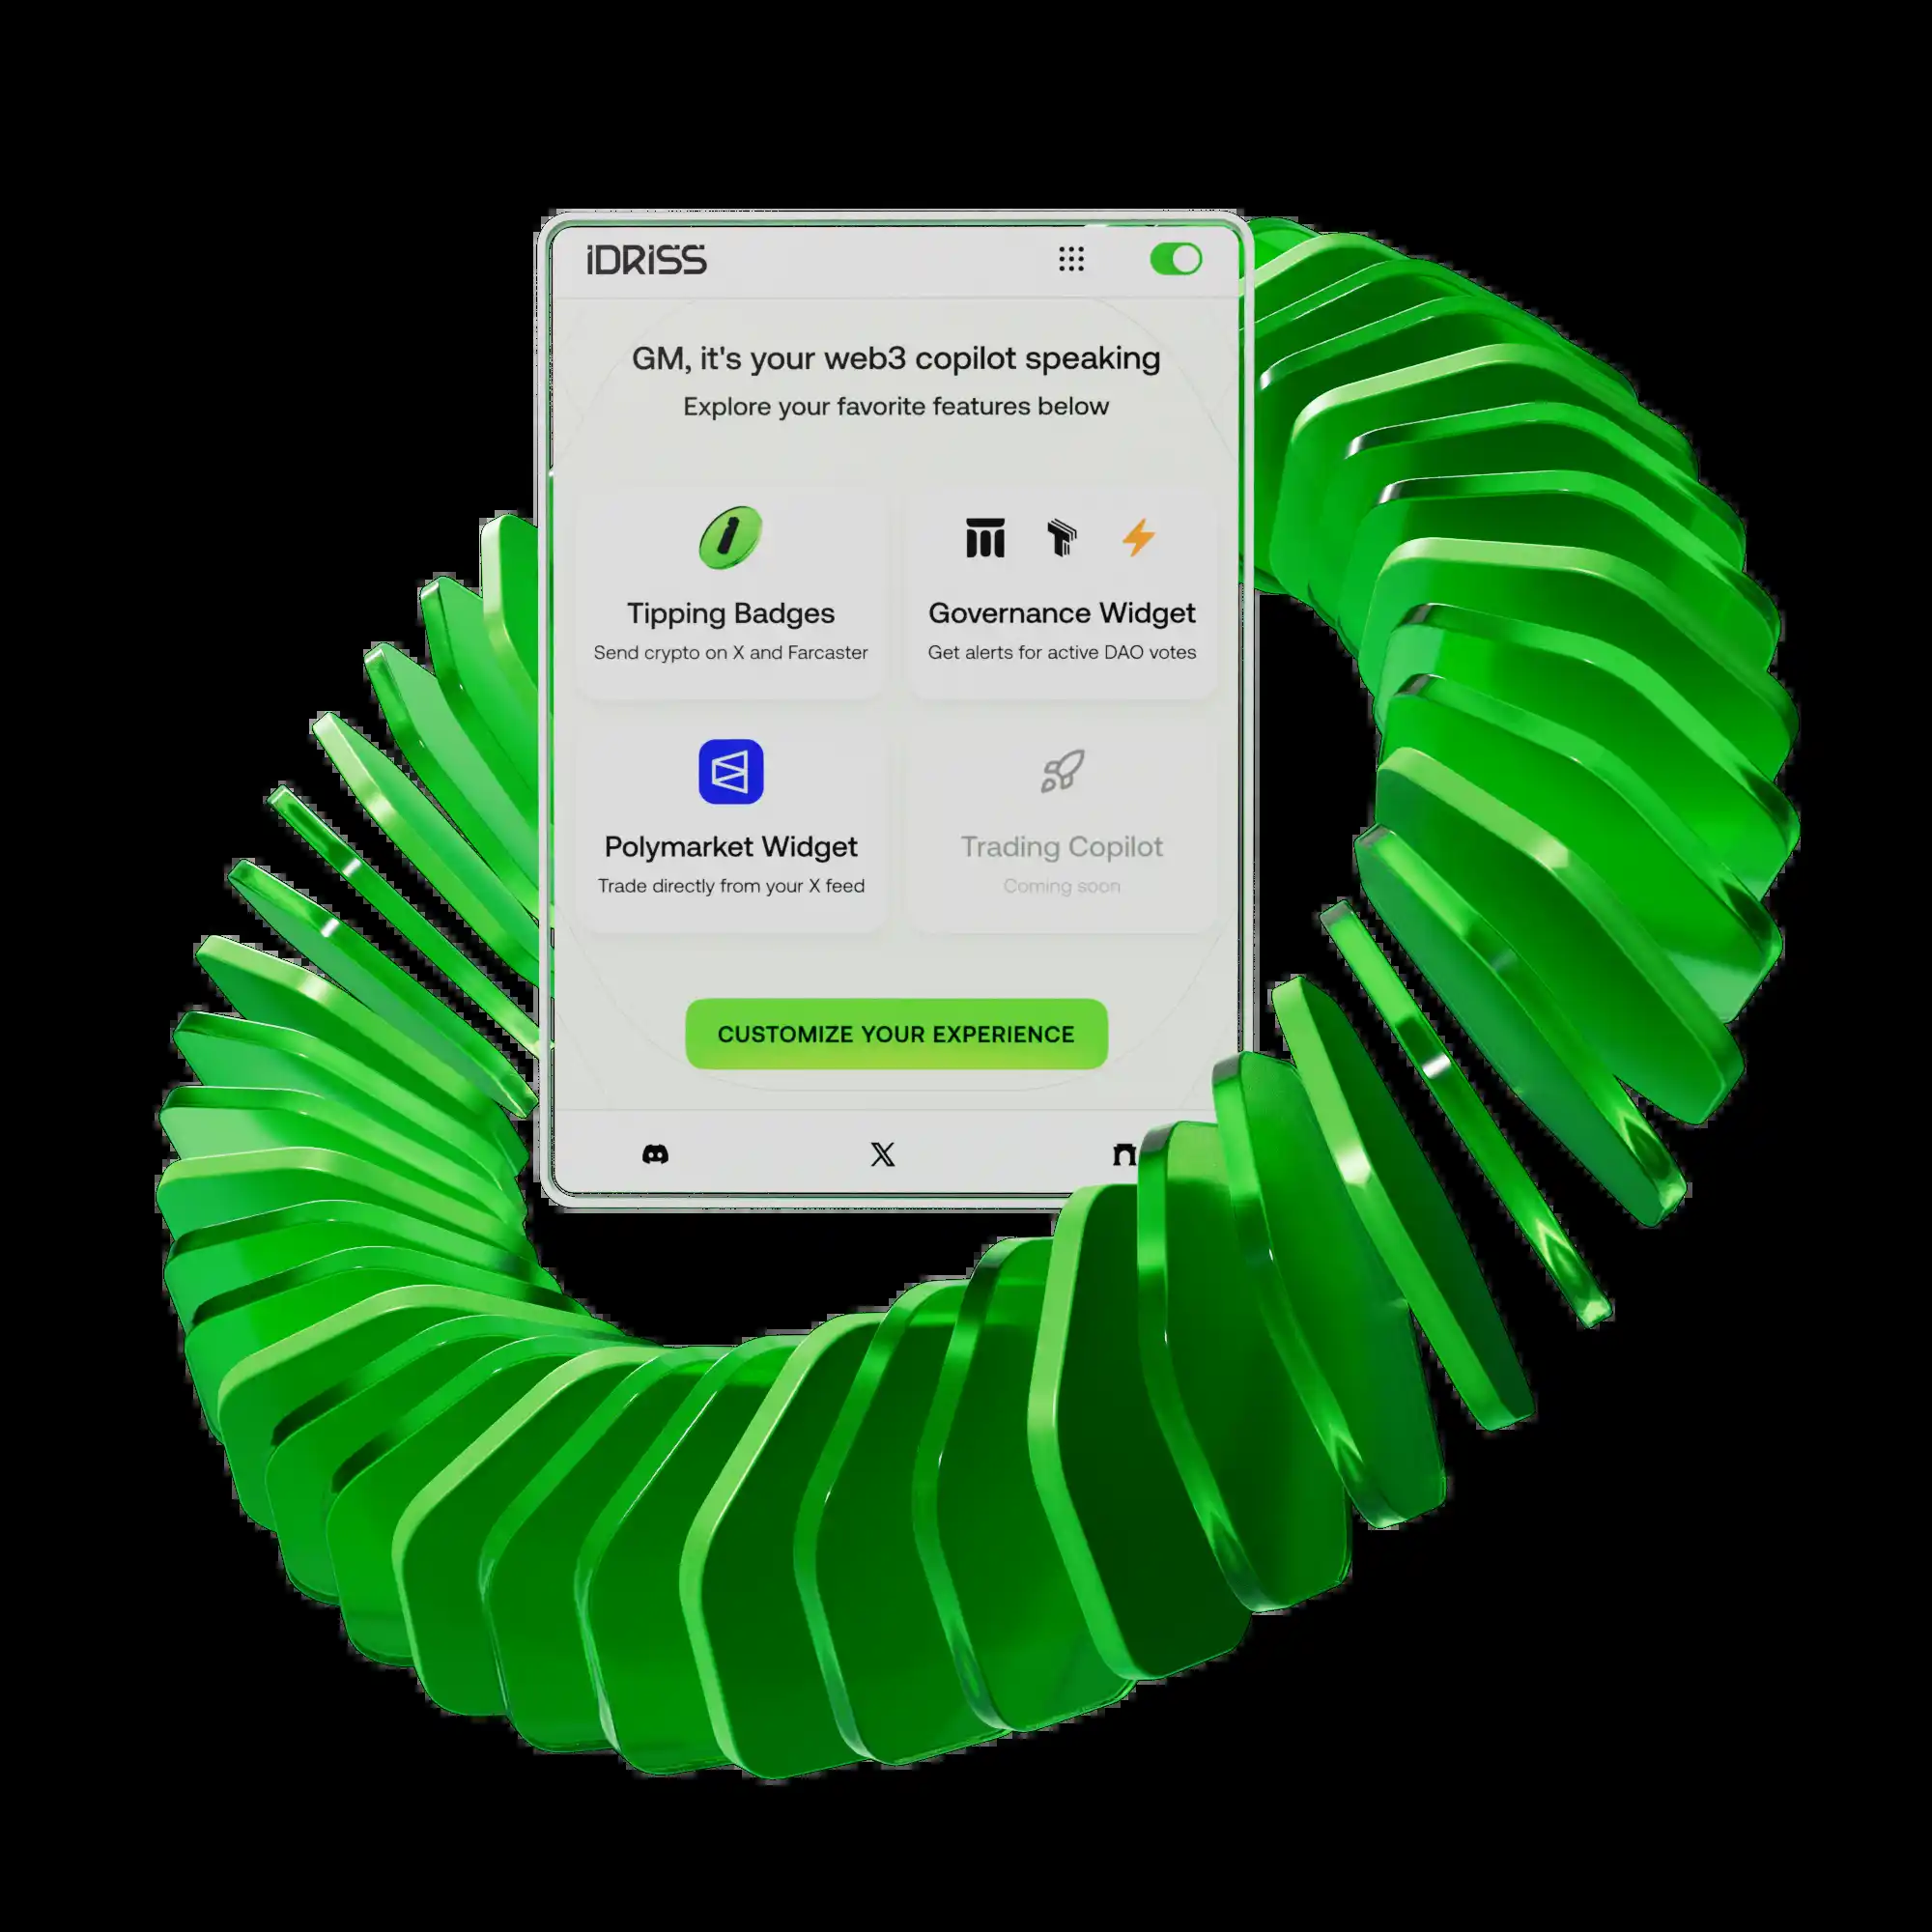 iDRiSS
GM, it's your web3 copilot speaking
Explore your favorite features below
Tipping Badges
Send crypto on X and Farcaster
Governance Widget
Get alerts for active DAO votes
Polymarket Widget
Trade directly from your X feed
Trading Copilot
Coming soon
CUSTOMIZE YOUR EXPERIENCE